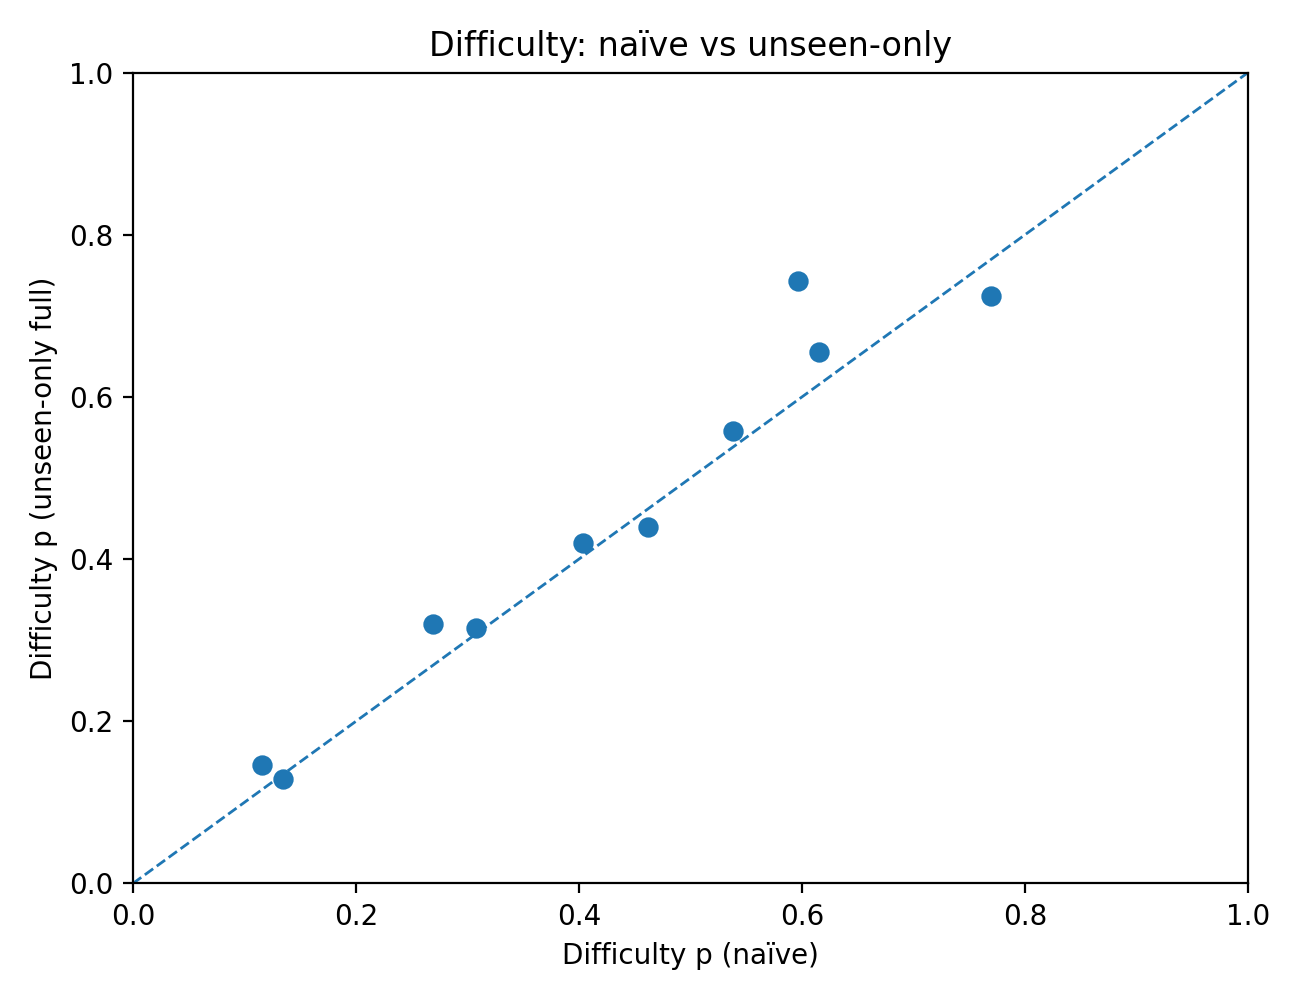 Difficulty: naïve vs unseen-only
Difficulty p (unseen-only full)
1.0
0.8
0.6
0.4
0.2
0.0
0.0 0.2 0.4 0.6 0.8 1.0
Difficulty p (naïve)